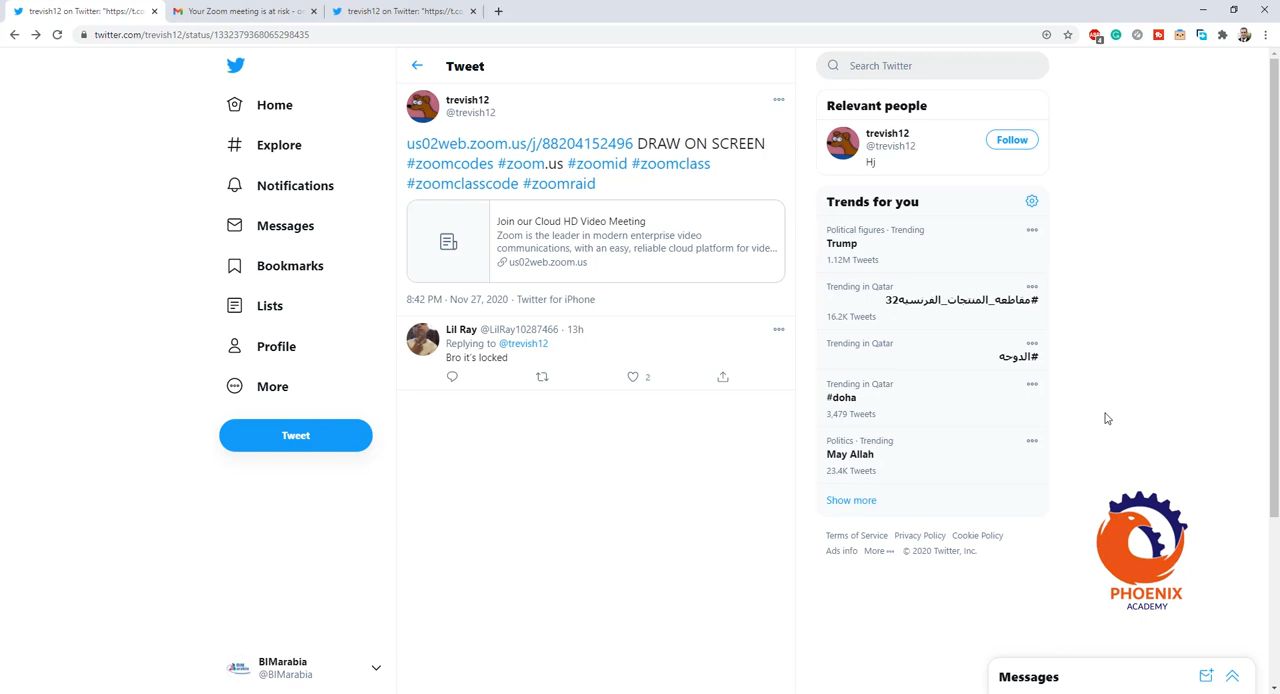 trevish12 on Twitter: "https://t.co
Your Zoom meeting is at risk - o
trevish12 on Twitter: "https://t.co
twitter.com/trevish12/status/1332379368065298435
4
Home
Explore
Notifications
Messages
Bookmarks
Lists
Profile
More
Tweet
BIMarabia
@BIMarabia
Tweet
trevish12
@trevish12
us02web.zoom.us/j/88204152496 DRAW ON SCREEN
#zoomcodes #zoom.us #zoomid #zoomclass
#zoomclasscode #zoomraid
Join our Cloud HD Video Meeting
Zoom is the leader in modern enterprise video
communications, with an easy, reliable cloud platform for vide...
us02web.zoom.us
8:42 PM · Nov 27, 2020 · Twitter for iPhone
Lil Ray @LilRay10287466 · 13h
Replying to @trevish12
Bro it's locked
2
Search Twitter
Relevant people
trevish12
@trevish12
Follow
Hj
Trends for you
Political figures · Trending
Trump
1.12M Tweets
Trending in Qatar
#مقاطعه_المنتجات_الفرنسيه32
16.2K Tweets
Trending in Qatar
#الدوحه
Trending in Qatar
#doha
3,479 Tweets
Politics · Trending
May Allah
23.4K Tweets
Show more
Terms of Service Privacy Policy Cookie Policy
Ads info More © 2020 Twitter, Inc.
PHOENIX
ACADEMY
Messages